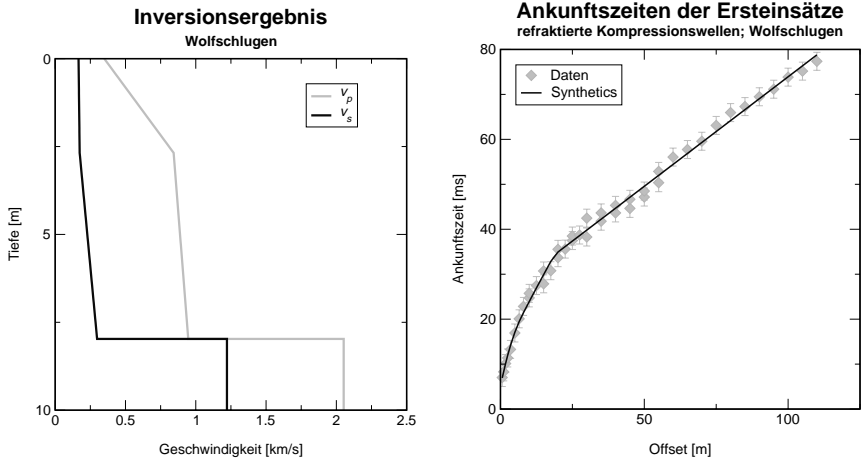 Inversionsergebnis
Wolfschlugen
0
5
10
Tiefe [m]
v_p
v_s
0
0.5
1
1.5
2
2.5
Geschwindigkeit [km/s]
Ankunftszeiten der Ersteinsätze
refraktierte Kompressionswellen; Wolfschlugen
80
60
40
20
0
Ankunftszeit [ms]
Daten
Synthetics
0
50
100
Offset [m]